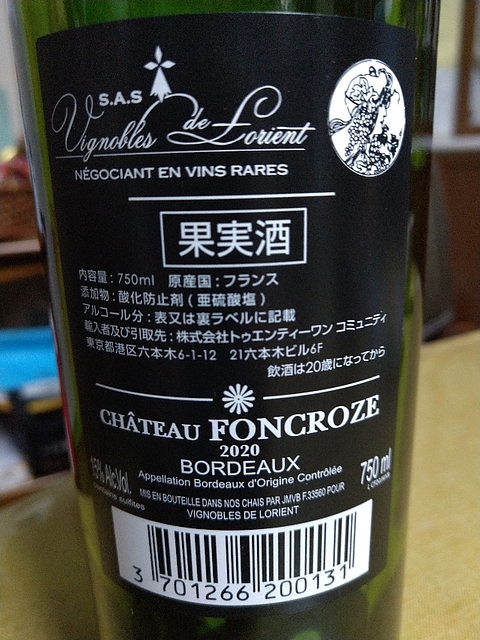 S.A.S
Vignobles de Lorient
NÉGOCIANT EN VINS RARES
果実酒
内容量:750ml 原産国:フランス
添加物:酸化防止剤(亜硫酸塩)
アルコール分:表又は裏ラベルに記載
輸入者及び引取先:株式会社トゥエンティーワン コミュニティ
東京都港区六本木6-1-12 21六本木ビル6F
飲酒は20歳になってから
CHÂTEAU FONCROZE
2020
BORDEAUX
Appellation Bordeaux d'Origine Contrôlée
15% Alc.Vol.
750 ml
sulfites
MIS EN BOUTEILLE DANS NOS CHAIS PAR JMVB F.33560 POUR
VIGNOBLES DE LORIENT
3 701266 200131